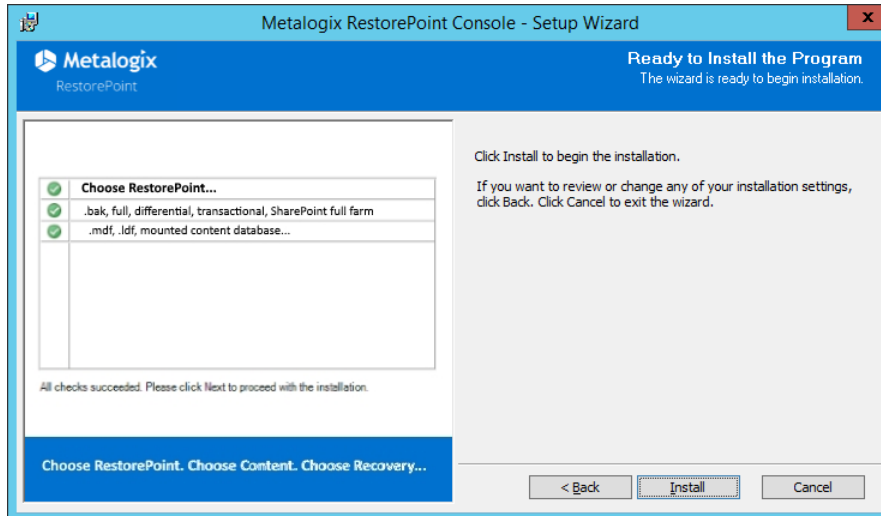 Metalogix RestorePoint Console - Setup Wizard
x
Metalogix
RestorePoint
Ready to Install the Program
The wizard is ready to begin installation.
Choose RestorePoint...
.bak, full, differential, transactional, SharePoint full farm
.mdf, .ldf, mounted content database...
All checks succeeded. Please click Next to proceed with the installation.
Choose RestorePoint. Choose Content. Choose Recovery...
Click Install to begin the installation.
If you want to review or change any of your installation settings,
click Back. Click Cancel to exit the wizard.
< Back
Install
Cancel